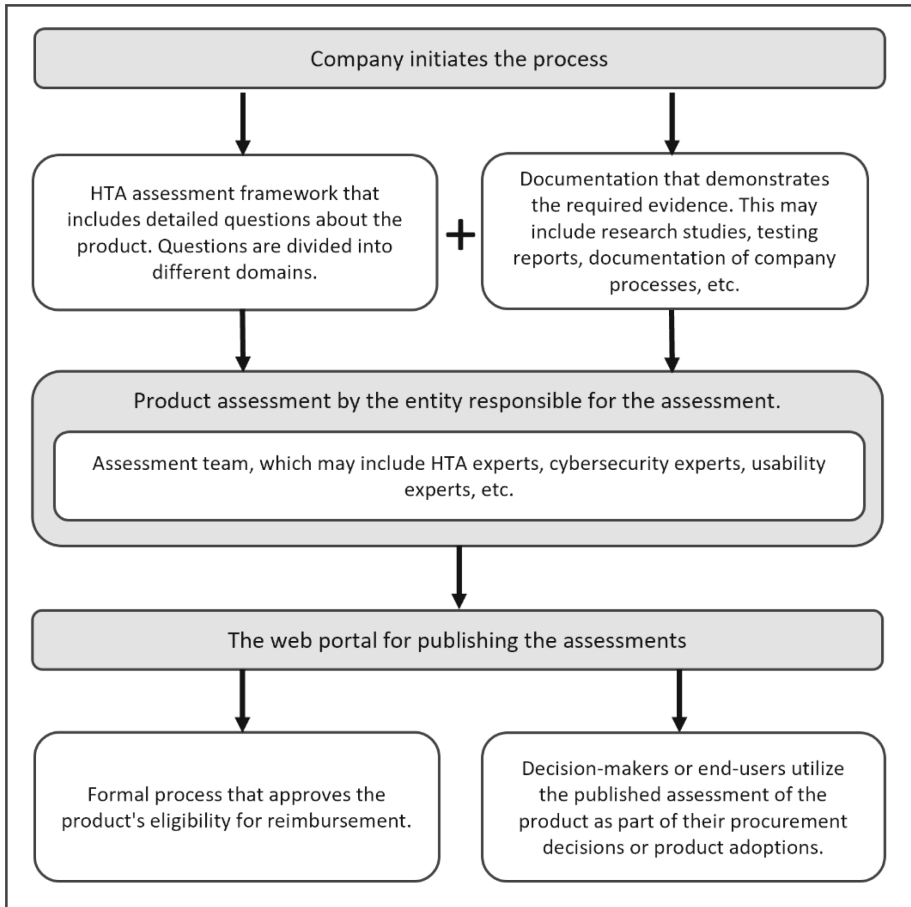 Company initiates the process
HTA assessment framework that
includes detailed questions about the
product. Questions are divided into
different domains.
+
Documentation that demonstrates
the required evidence. This may
include research studies, testing
reports, documentation of company
processes, etc.
Product assessment by the entity responsible for the assessment.
Assessment team, which may include HTA experts, cybersecurity experts, usability
experts, etc.
The web portal for publishing the assessments
Formal process that approves the
product's eligibility for reimbursement.
Decision-makers or end-users utilize
the published assessment of the
product as part of their procurement
decisions or product adoptions.